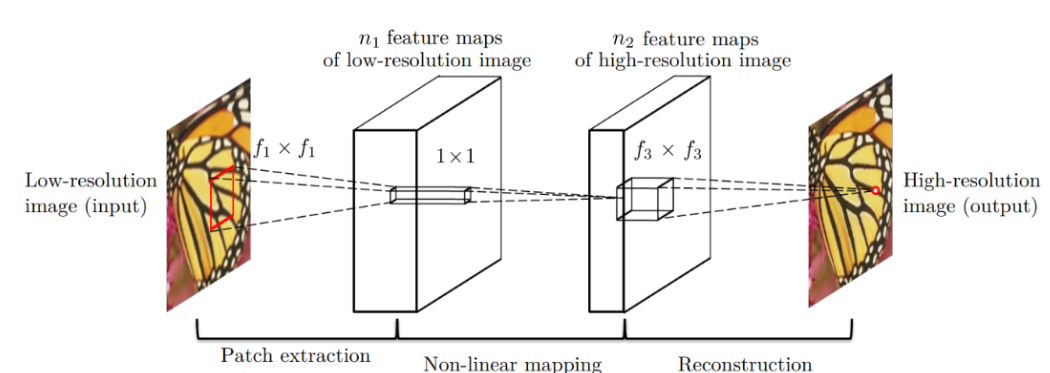 n₁ feature maps
of low-resolution image
n₂ feature maps
of high-resolution image
f₁ × f₁
1×1
f₃ × f₃
Low-resolution
image (input)
High-resolution
image (output)
Patch extraction
Non-linear mapping
Reconstruction